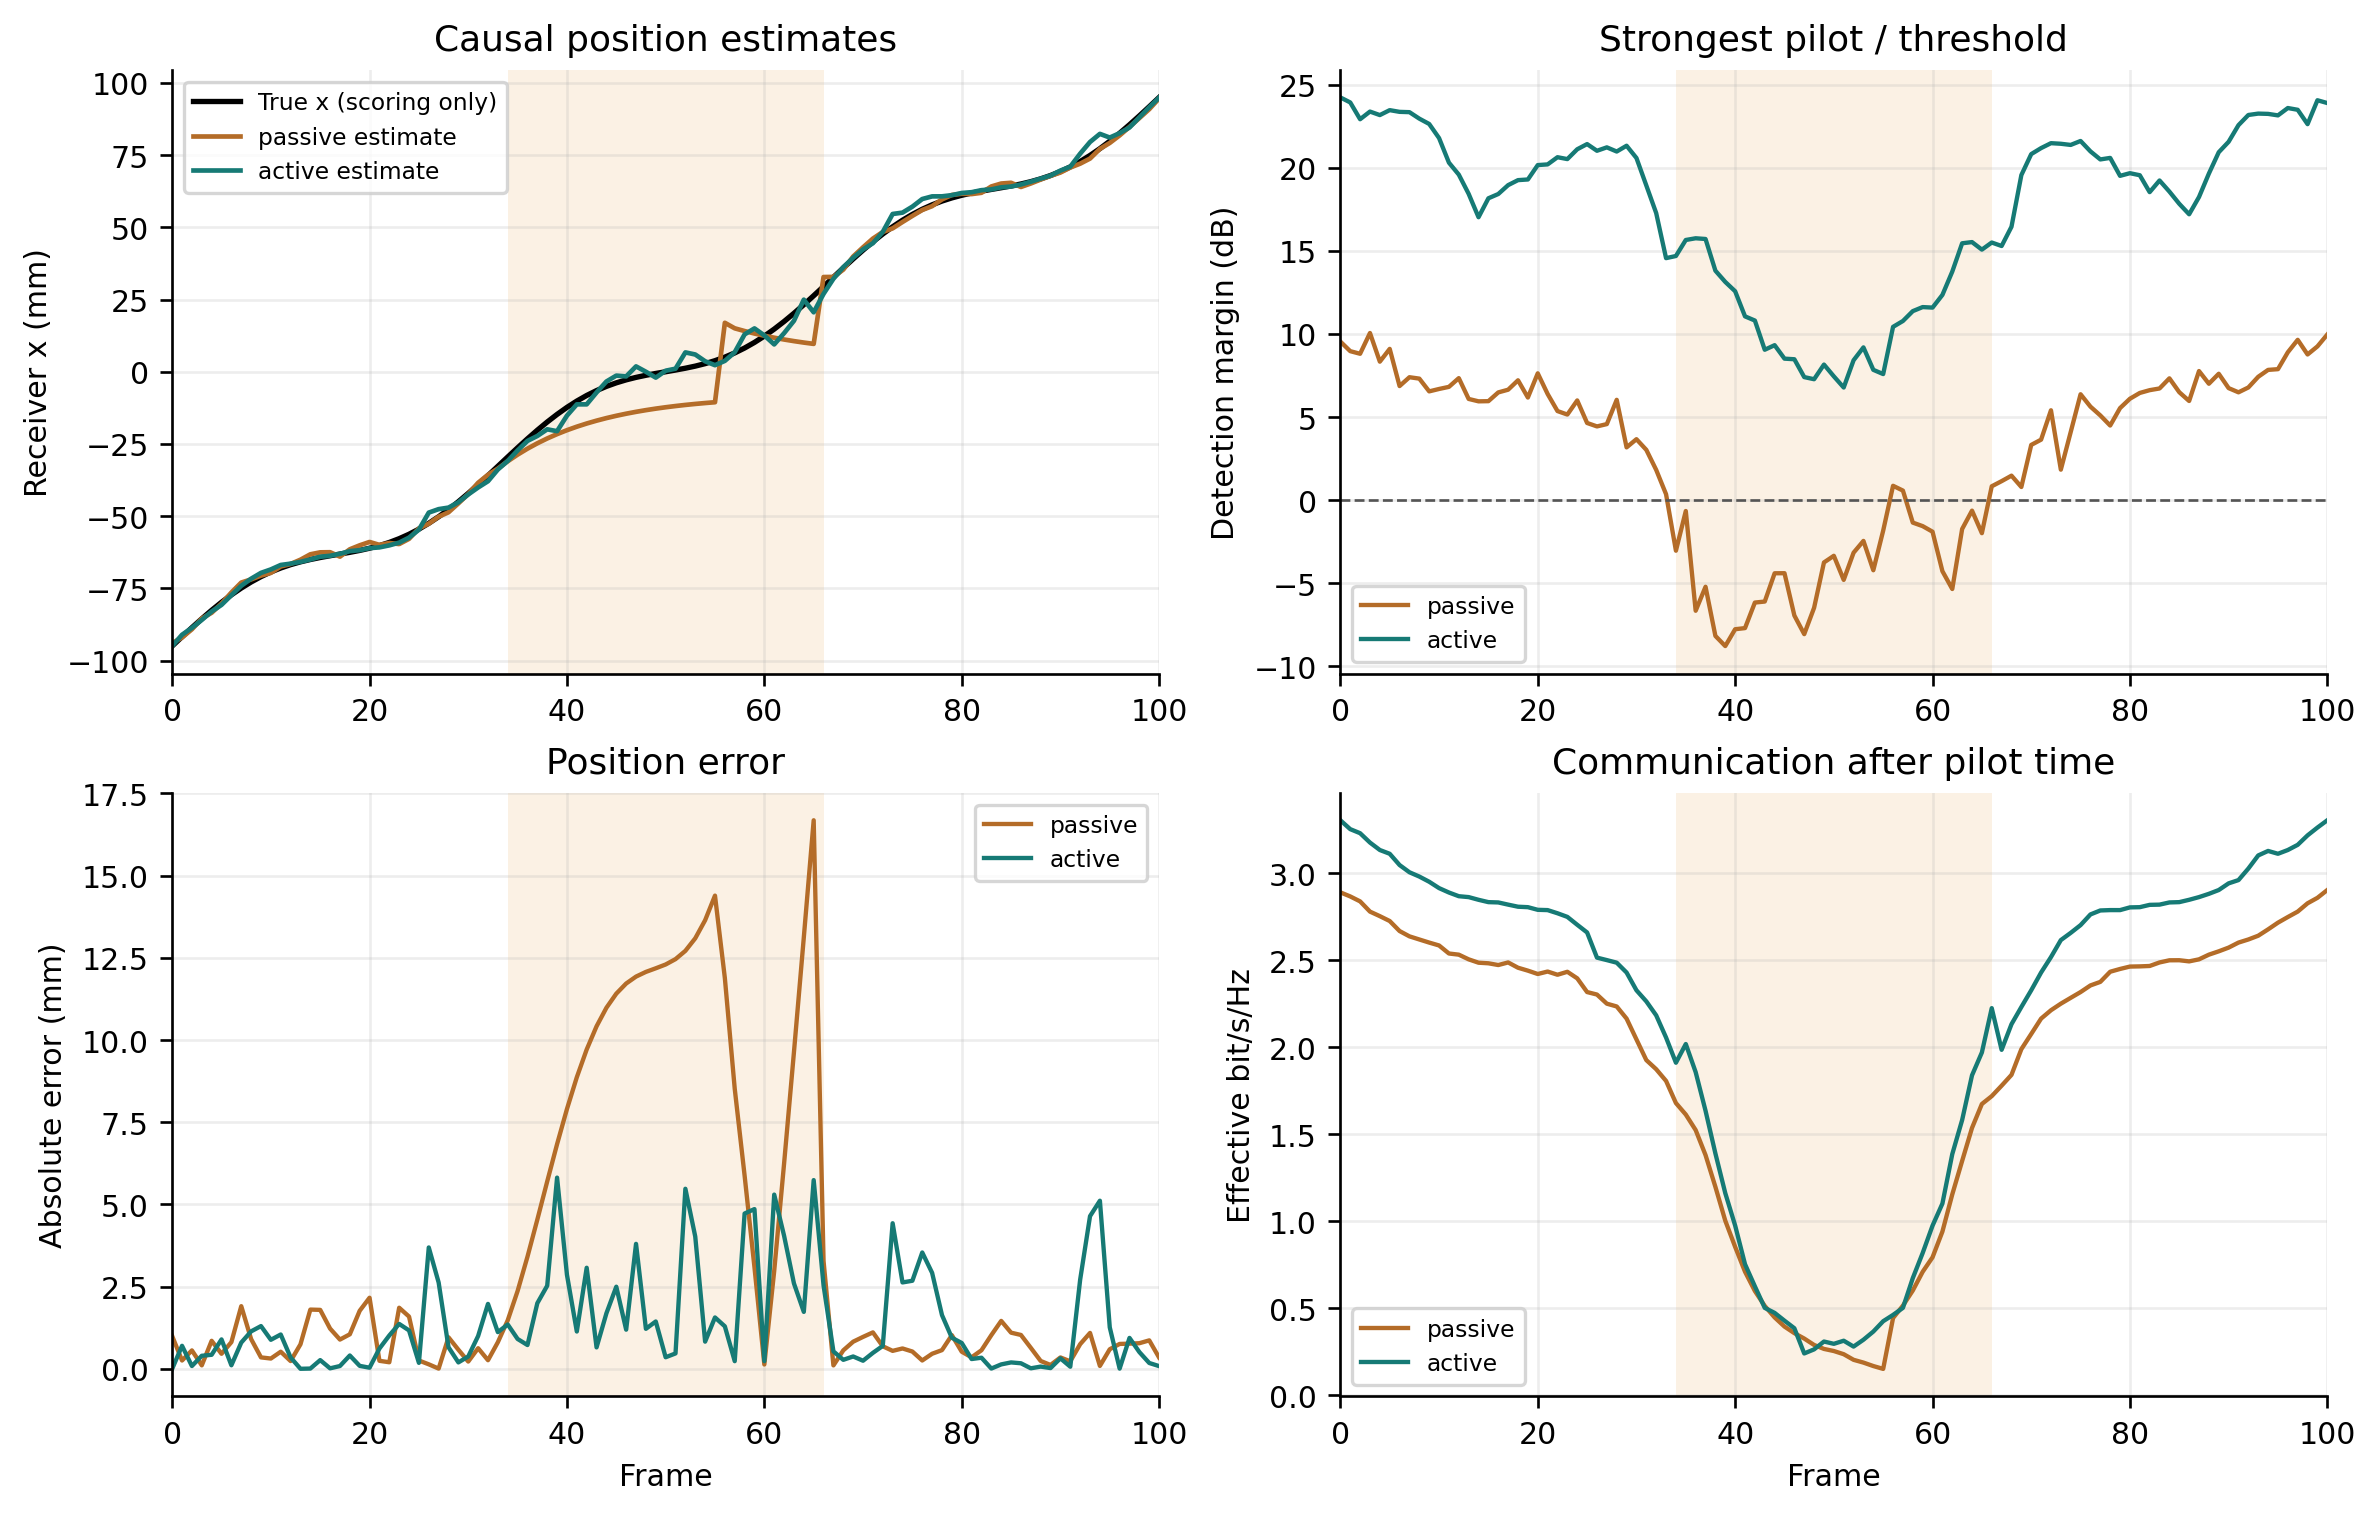 Causal position estimates
Receiver x (mm)
100
75
50
25
0
−25
−50
−75
−100
True x (scoring only)
passive estimate
active estimate
0 20 40 60 80 100
Strongest pilot / threshold
Detection margin (dB)
25
20
15
10
5
0
−5
−10
passive
active
0 20 40 60 80 100
Position error
Absolute error (mm)
17.5
15.0
12.5
10.0
7.5
5.0
2.5
0.0
passive
active
0 20 40 60 80 100
Frame
Communication after pilot time
Effective bit/s/Hz
3.0
2.5
2.0
1.5
1.0
0.5
0.0
passive
active
0 20 40 60 80 100
Frame